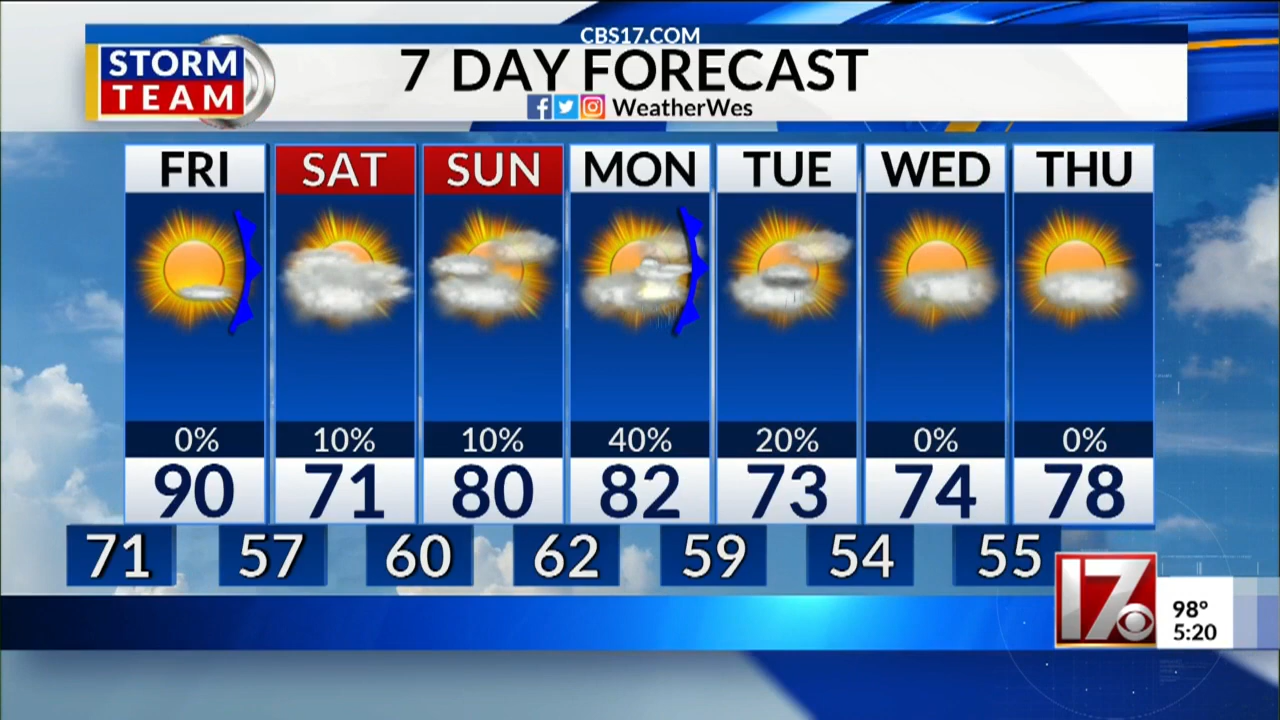 CBS17.COM
STORM
TEAM
7 DAY FORECAST
WeatherWes
FRI SAT SUN MON TUE WED THU
0% 10% 10% 40% 20% 0% 0%
90 71 80 82 73 74 78
71 57 60 62 59 54 55
17
98°
5:20